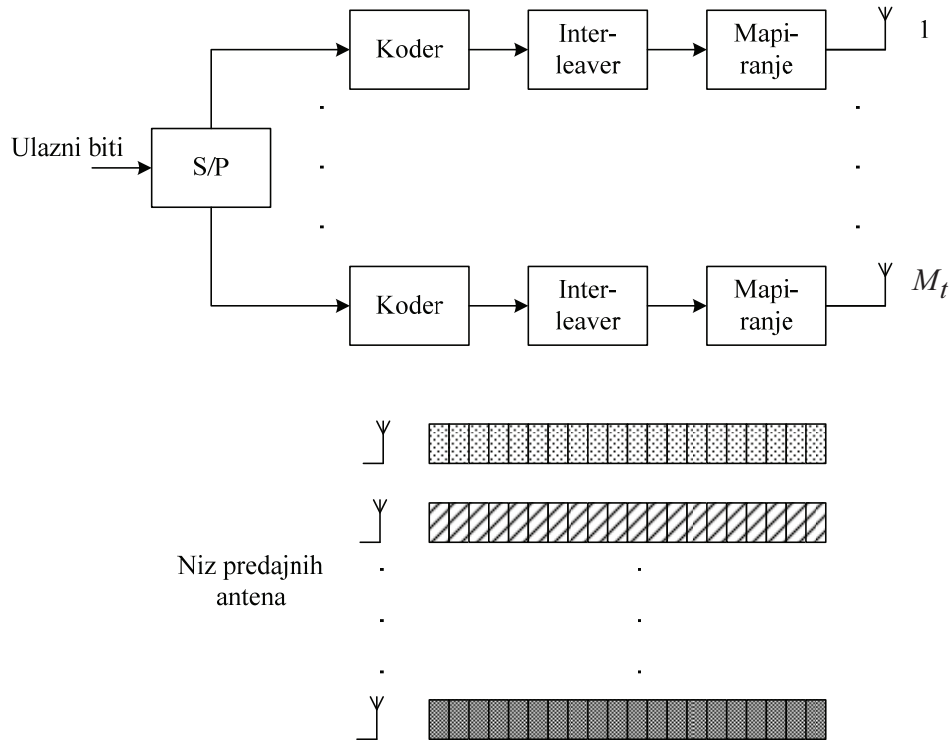 Koder
Inter-
leaver
Mapi-
ranje
1
Ulazni biti
S/P
Koder
Inter-
leaver
Mapi-
ranje
M_t
Niz predajnih
antena